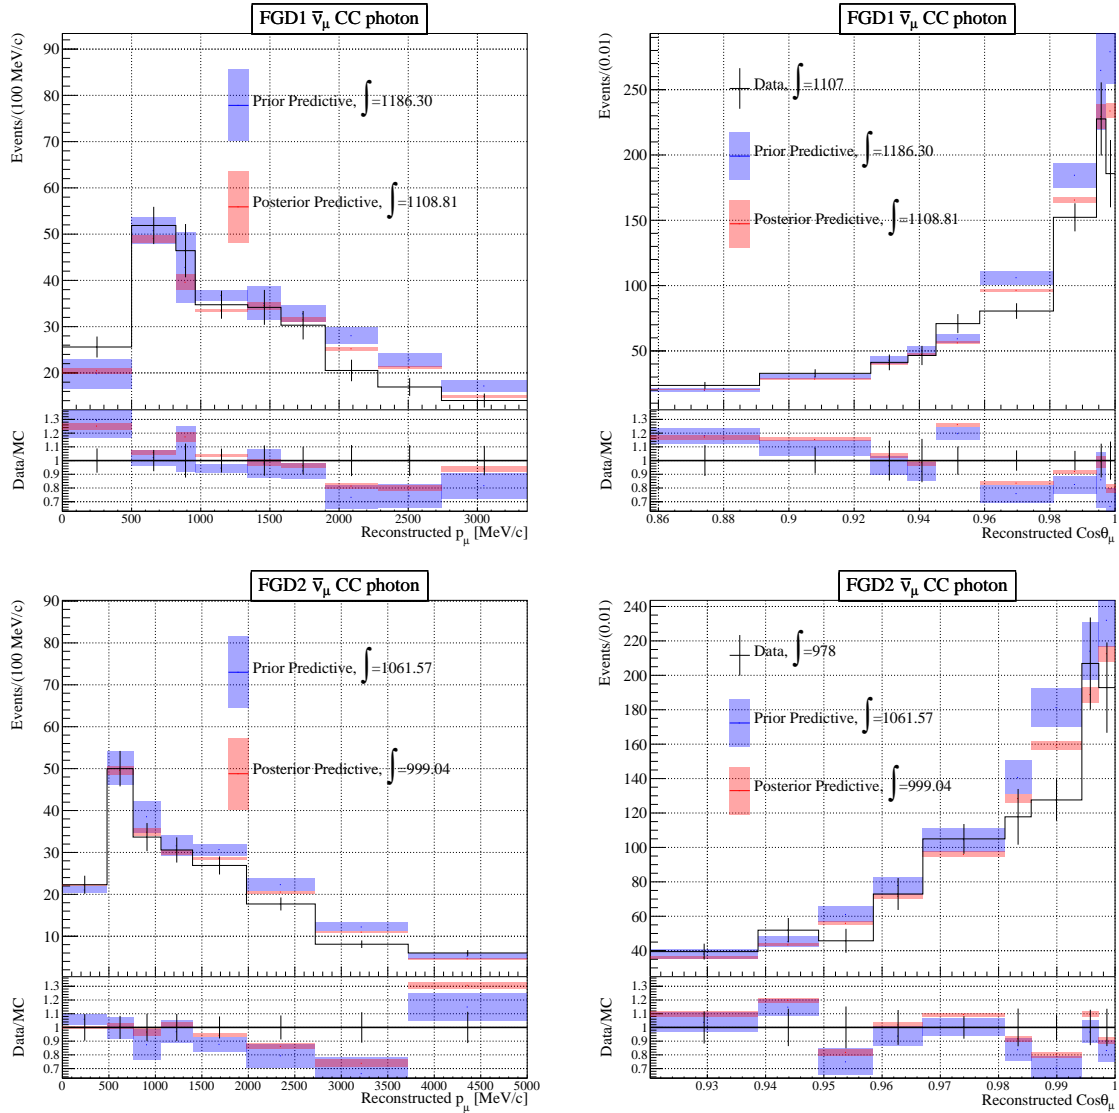 FGD1 ν̄μ CC photon
Events/(100 MeV/c)
90
80
70
60
50
40
30
20
Prior Predictive, ∫=1186.30
Posterior Predictive, ∫=1108.81
Data/MC
1.3
1.2
1.1
1
0.9
0.8
0.7
0 500 1000 1500 2000 2500 3000
Reconstructed pμ [MeV/c]
FGD1 ν̄μ CC photon
Events/(0.01)
250
200
150
100
50
Data, ∫=1107
Prior Predictive, ∫=1186.30
Posterior Predictive, ∫=1108.81
Data/MC
1.3
1.2
1.1
1
0.9
0.8
0.7
0.86 0.88 0.9 0.92 0.94 0.96 0.98 1
Reconstructed Cosθμ
FGD2 ν̄μ CC photon
Events/(100 MeV/c)
90
80
70
60
50
40
30
20
10
Prior Predictive, ∫=1061.57
Posterior Predictive, ∫=999.04
Data/MC
1.3
1.2
1.1
1
0.9
0.8
0.7
0 500 1000 1500 2000 2500 3000 3500 4000 4500 5000
Reconstructed pμ [MeV/c]
FGD2 ν̄μ CC photon
Events/(0.01)
240
220
200
180
160
140
120
100
80
60
40
Data, ∫=978
Prior Predictive, ∫=1061.57
Posterior Predictive, ∫=999.04
Data/MC
1.3
1.2
1.1
1
0.9
0.8
0.7
0.93 0.94 0.95 0.96 0.97 0.98 0.99 1
Reconstructed Cosθμ